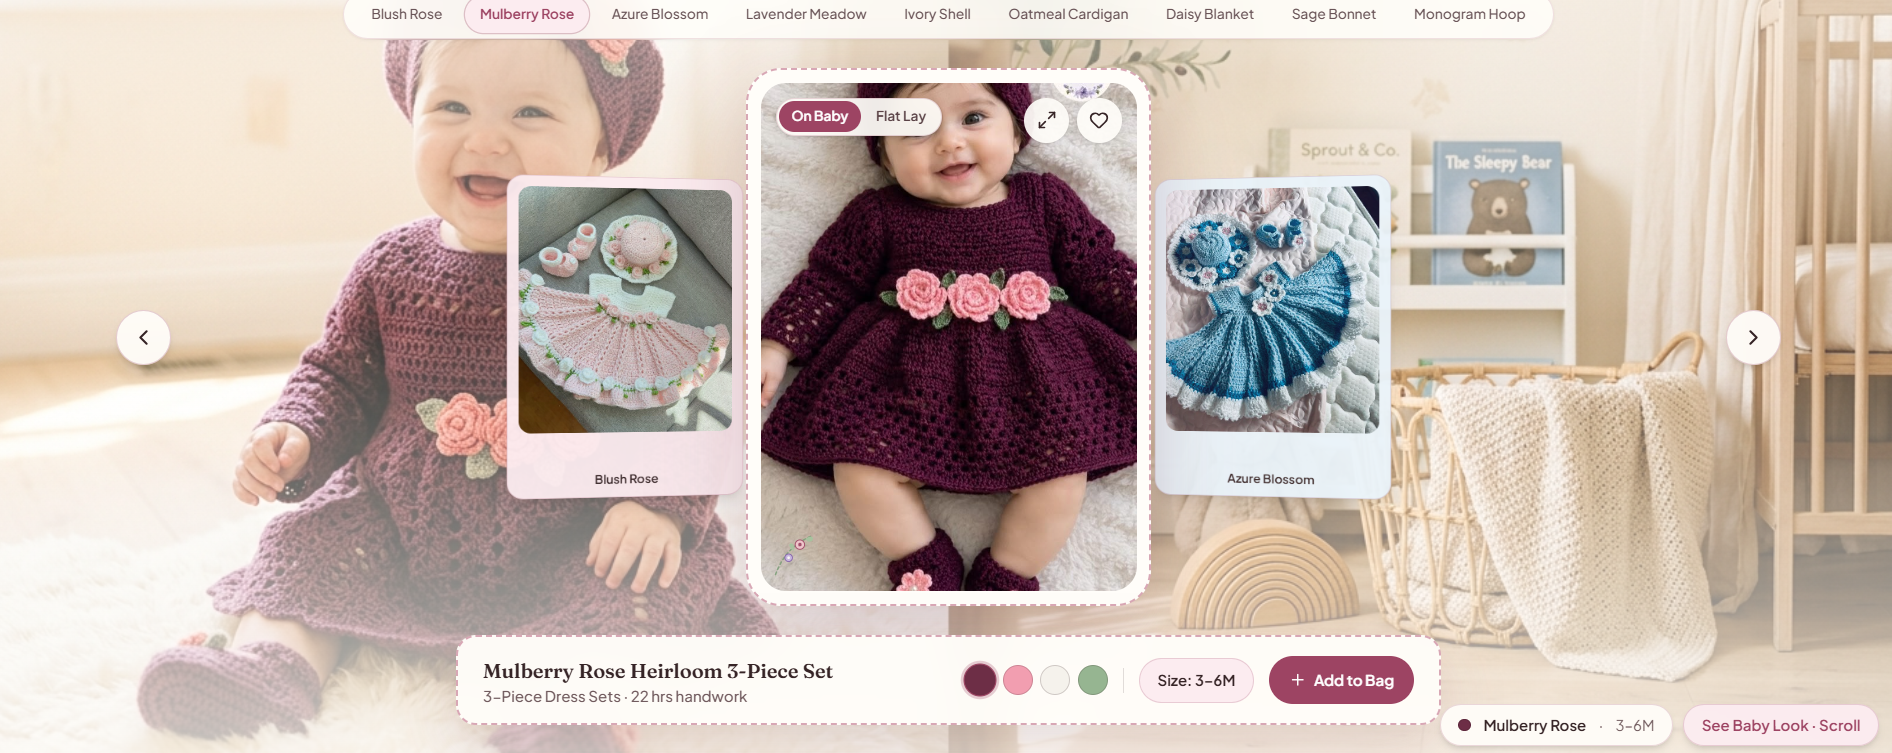 Blush Rose
Mulberry Rose
Azure Blossom
Lavender Meadow
Ivory Shell
Oatmeal Cardigan
Daisy Blanket
Sage Bonnet
Monogram Hoop
On Baby
Flat Lay
Sprout & Co.
The Sleepy Bear
Blush Rose
Azure Blossom
Mulberry Rose Heirloom 3-Piece Set
3-Piece Dress Sets · 22 hrs handwork
Size: 3-6M
+ Add to Bag
Mulberry Rose · 3-6M
See Baby Look · Scroll